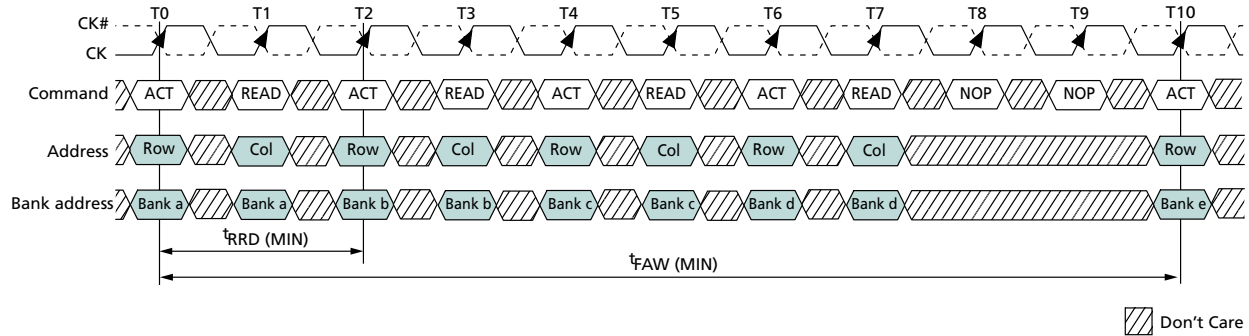 T0 T1 T2 T3 T4 T5 T6 T7 T8 T9 T10
CK#
CK
Command ACT READ ACT READ ACT READ ACT READ NOP NOP ACT
Address Row Col Row Col Row Col Row Col Row
Bank address Bank a Bank a Bank b Bank b Bank c Bank c Bank d Bank d Bank e
tRRD (MIN)
tFAW (MIN)
Don't Care